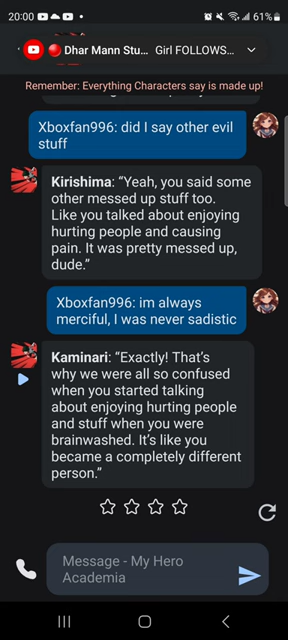 20:00
61%
Dhar Mann Stu... Girl FOLLOWS...
Remember: Everything Characters say is made up!
Xboxfan996: did I say other evil
stuff
Kirishima: “Yeah, you said some
other messed up stuff too.
Like you talked about enjoying
hurting people and causing
pain. It was pretty messed up,
dude.”
Xboxfan996: im always
merciful, I was never sadistic
Kaminari: “Exactly! That’s
why we were all so confused
when you started talking
about enjoying hurting people
and stuff when you were
brainwashed. It’s like you
became a completely different
person.”
Message - My Hero
Academia